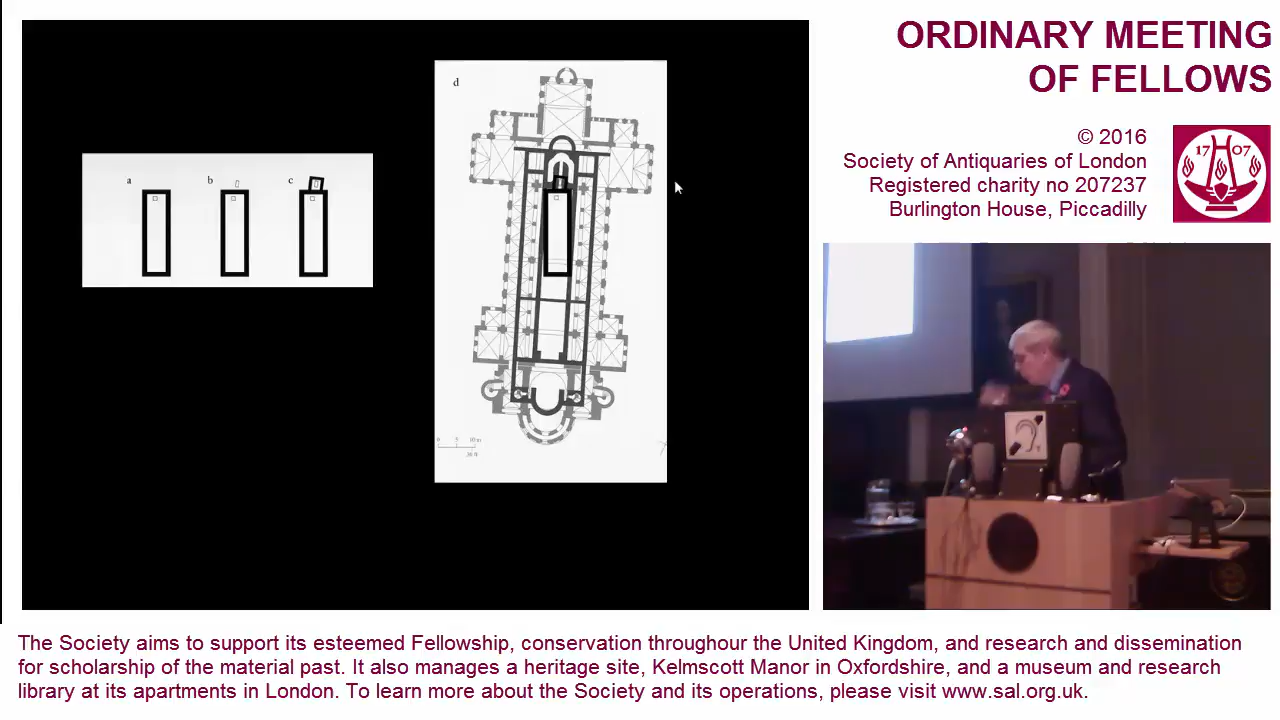 ORDINARY MEETING
OF FELLOWS
© 2016
Society of Antiquaries of London
Registered charity no 207237
Burlington House, Piccadilly
17 07
a
b
c
d
0 5 10 m
The Society aims to support its esteemed Fellowship, conservation throughour the United Kingdom, and research and dissemination
for scholarship of the material past. It also manages a heritage site, Kelmscott Manor in Oxfordshire, and a museum and research
library at its apartments in London. To learn more about the Society and its operations, please visit www.sal.org.uk.